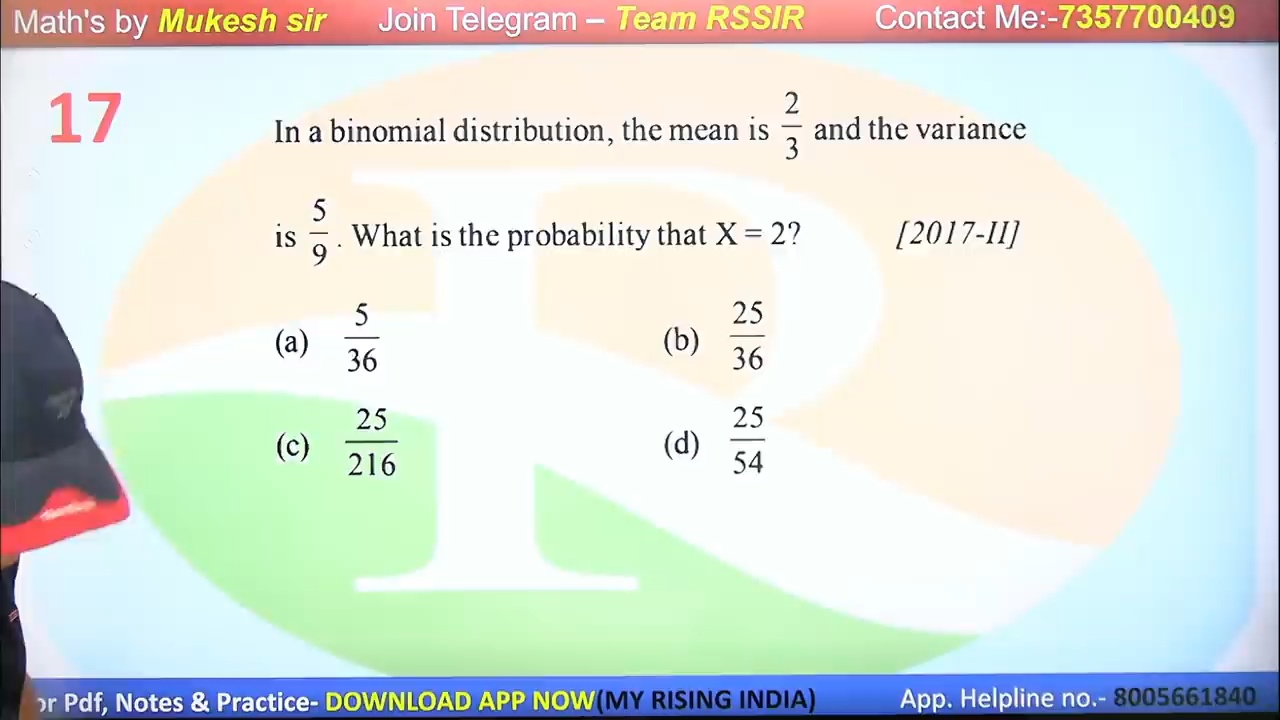 Math's by Mukesh sir Join Telegram – Team RSSIR Contact Me:-7357700409
17
In a binomial distribution, the mean is 2/3 and the variance
is 5/9. What is the probability that X = 2? [2017-II]
(a) 5/36 (b) 25/36
(c) 25/216 (d) 25/54
or Pdf, Notes & Practice- DOWNLOAD APP NOW(MY RISING INDIA) App. Helpline no.- 8005661840